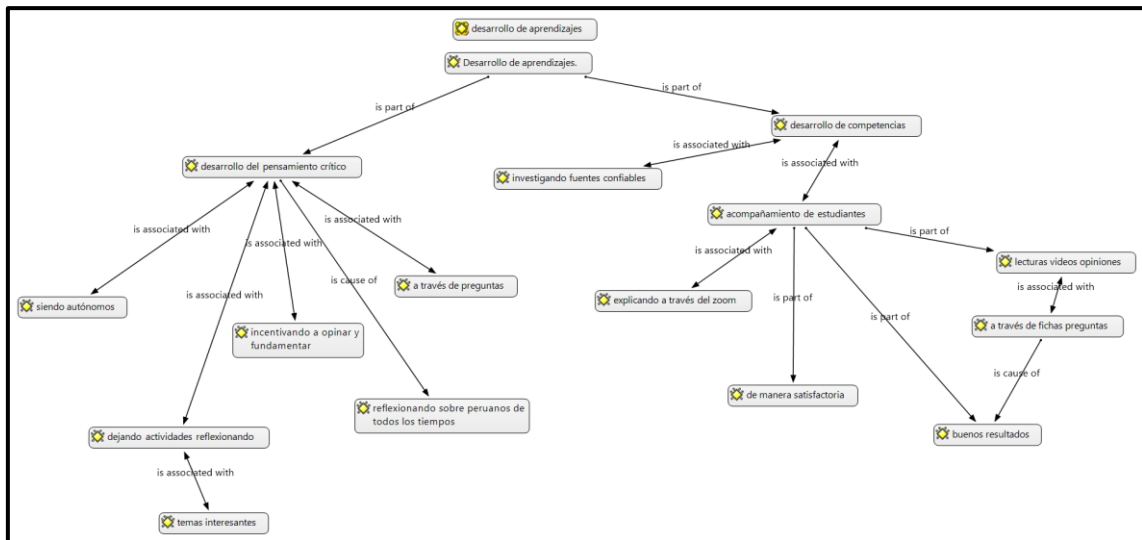 desarrollo de aprendizajes
Desarrollo de aprendizajes.
is part of
is part of
desarrollo de competencias
is associated with
is associated with
desarrollo del pensamiento crítico
investigando fuentes confiables
acompañamiento de estudiantes
is associated with
is associated with
is associated with
is part of
is associated with
lecturas videos opiniones
is cause of
a través de preguntas
is associated with
is associated with
siendo autónomos
explicando a través del zoom
is part of
is part of
a través de fichas preguntas
incentivando a opinar y
fundamentar
is cause of
de manera satisfactoria
reflexionando sobre peruanos de
todos los tiempos
dejando actividades reflexionando
buenos resultados
is associated with
temas interesantes